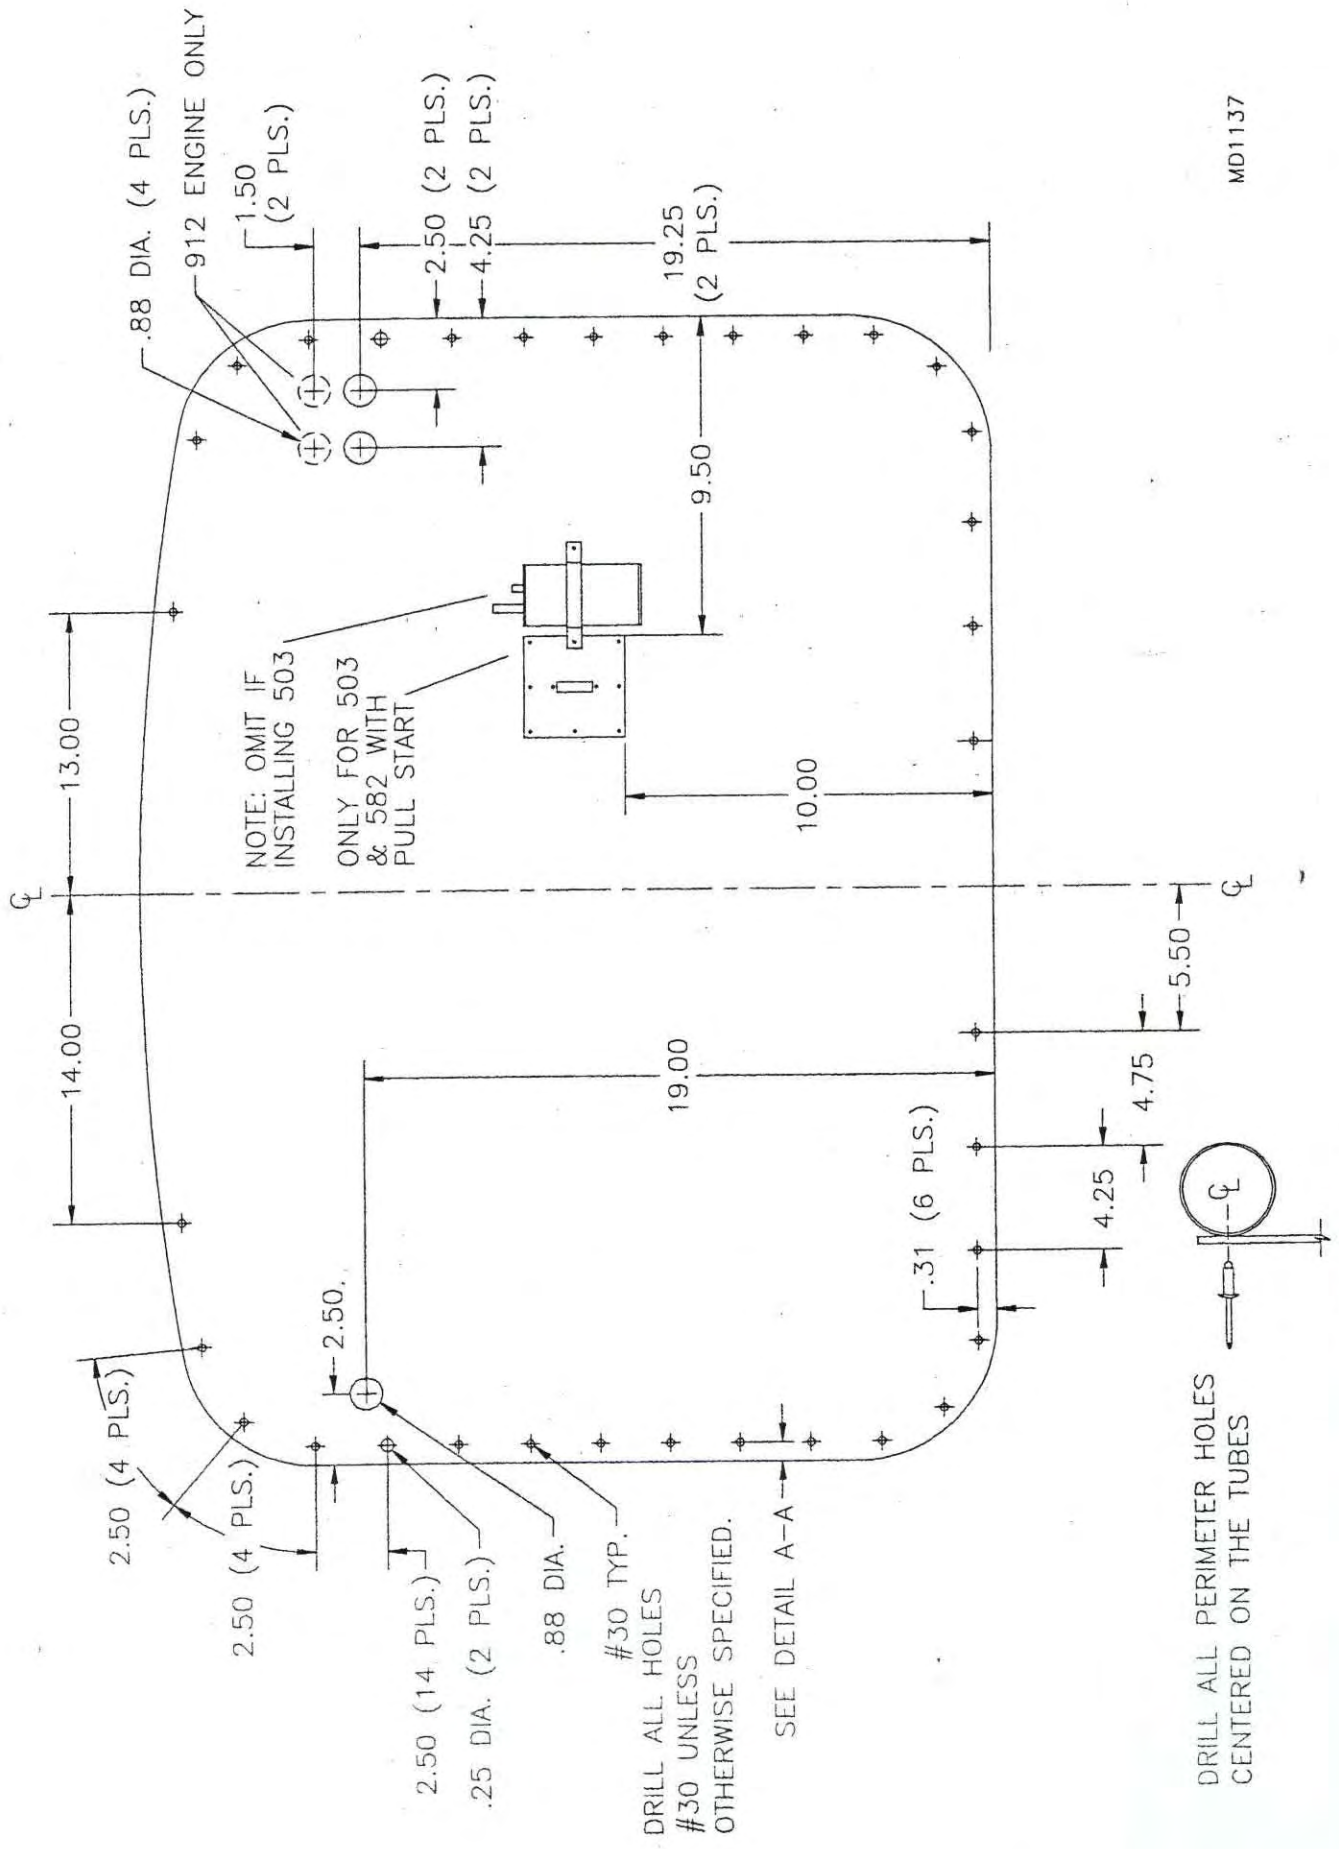 ℄
14.00
13.00
2.50 (4 PLS.)
2.50 (4 PLS.)
2.50 (14 PLS.)
.25 DIA. (2 PLS.)
.88 DIA.
#30 TYP.
DRILL ALL HOLES
#30 UNLESS
OTHERWISE SPECIFIED.
SEE DETAIL A-A
2.50.
19.00
.31 (6 PLS.)
4.25
4.75
5.50
℄
NOTE: OMIT IF
INSTALLING 503
ONLY FOR 503
& 582 WITH
PULL START
10.00
9.50
.88 DIA. (4 PLS.)
912 ENGINE ONLY
1.50
(2 PLS.)
2.50 (2 PLS.)
4.25 (2 PLS.)
19.25
(2 PLS.)
℄
DRILL ALL PERIMETER HOLES
CENTERED ON THE TUBES
MD1137